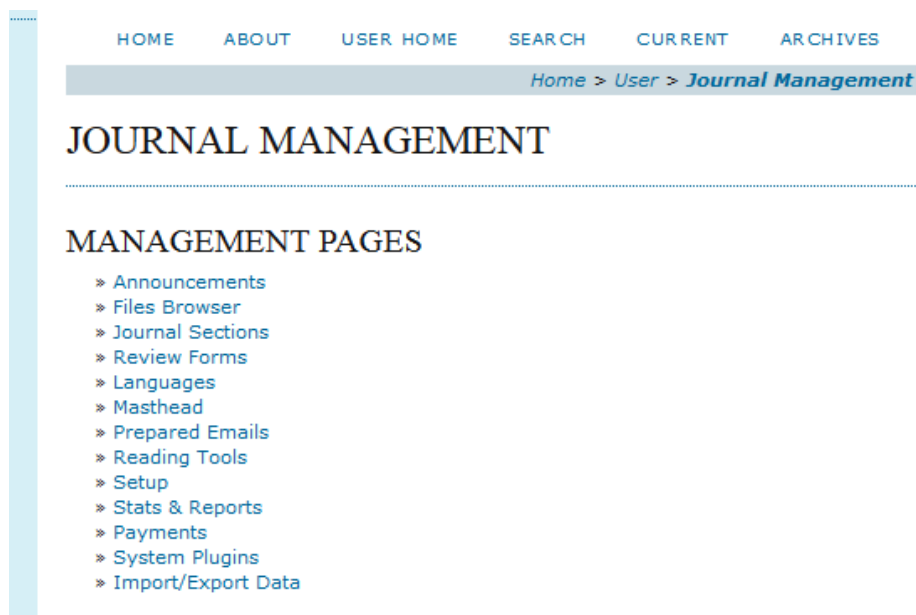 HOME ABOUT USER HOME SEARCH CURRENT ARCHIVES
Home > User > Journal Management
JOURNAL MANAGEMENT
MANAGEMENT PAGES
» Announcements
» Files Browser
» Journal Sections
» Review Forms
» Languages
» Masthead
» Prepared Emails
» Reading Tools
» Setup
» Stats & Reports
» Payments
» System Plugins
» Import/Export Data